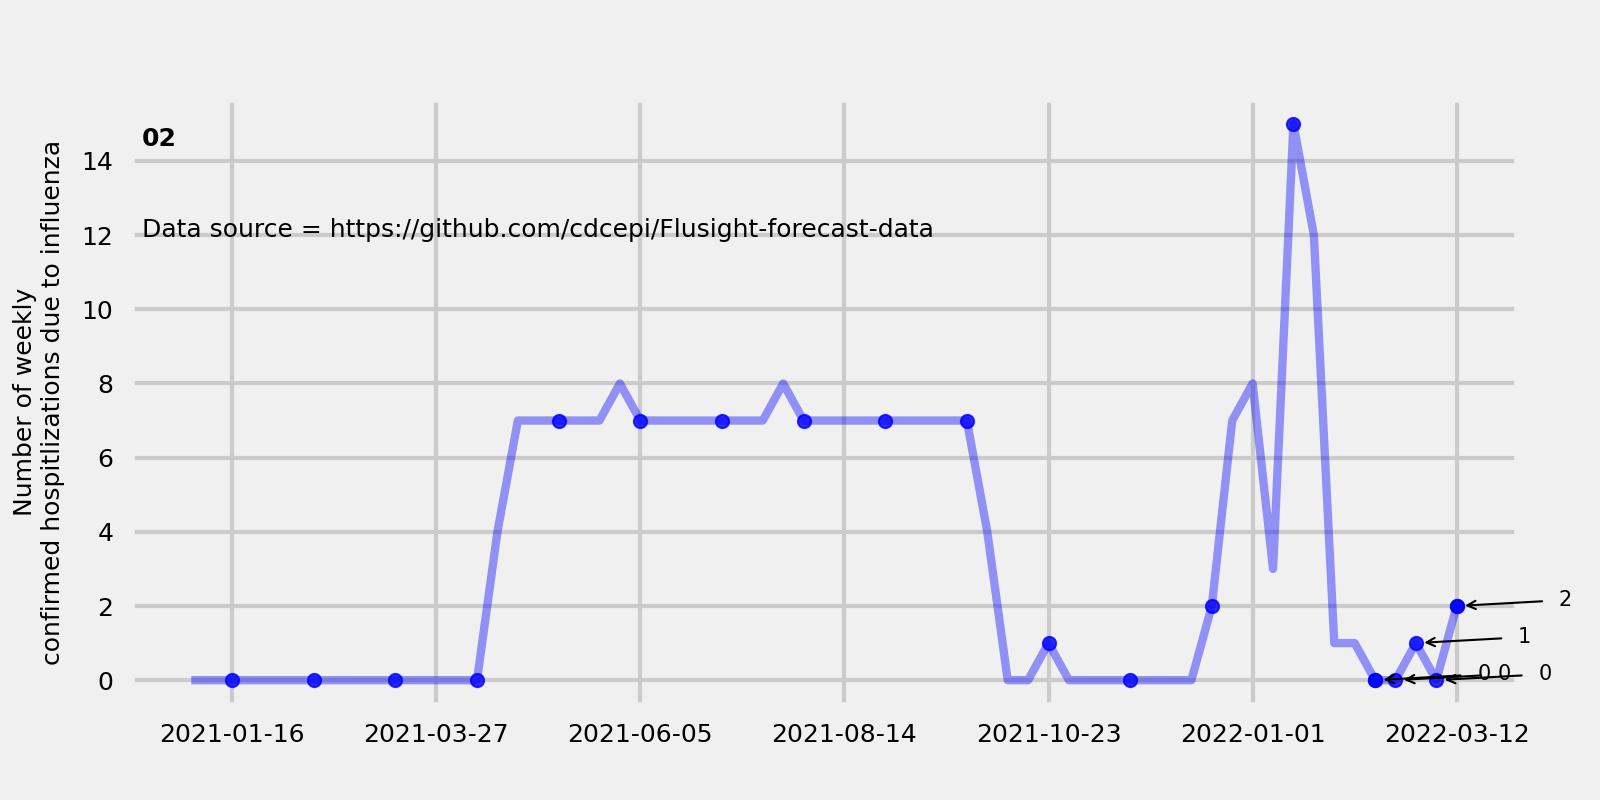 02
Data source = https://github.com/cdcepi/Flusight-forecast-data
Number of weekly
confirmed hospitlizations due to influenza
14
12
10
8
6
4
2
0
2
1
0 0 0
2021-01-16 2021-03-27 2021-06-05 2021-08-14 2021-10-23 2022-01-01 2022-03-12